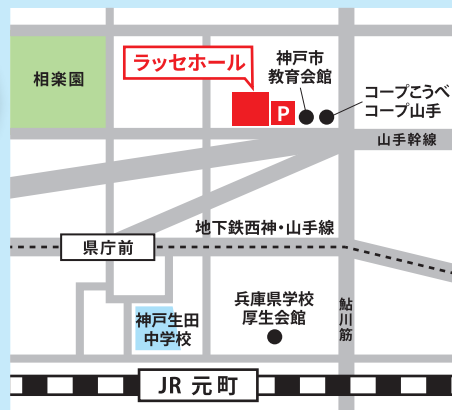 ラッセホール
神戸市
教育会館
相楽園
コープこうべ
コープ山手
P
山手幹線
地下鉄西神・山手線
県庁前
兵庫県学校
厚生会館
鮎川筋
神戸生田
中学校
JR 元町